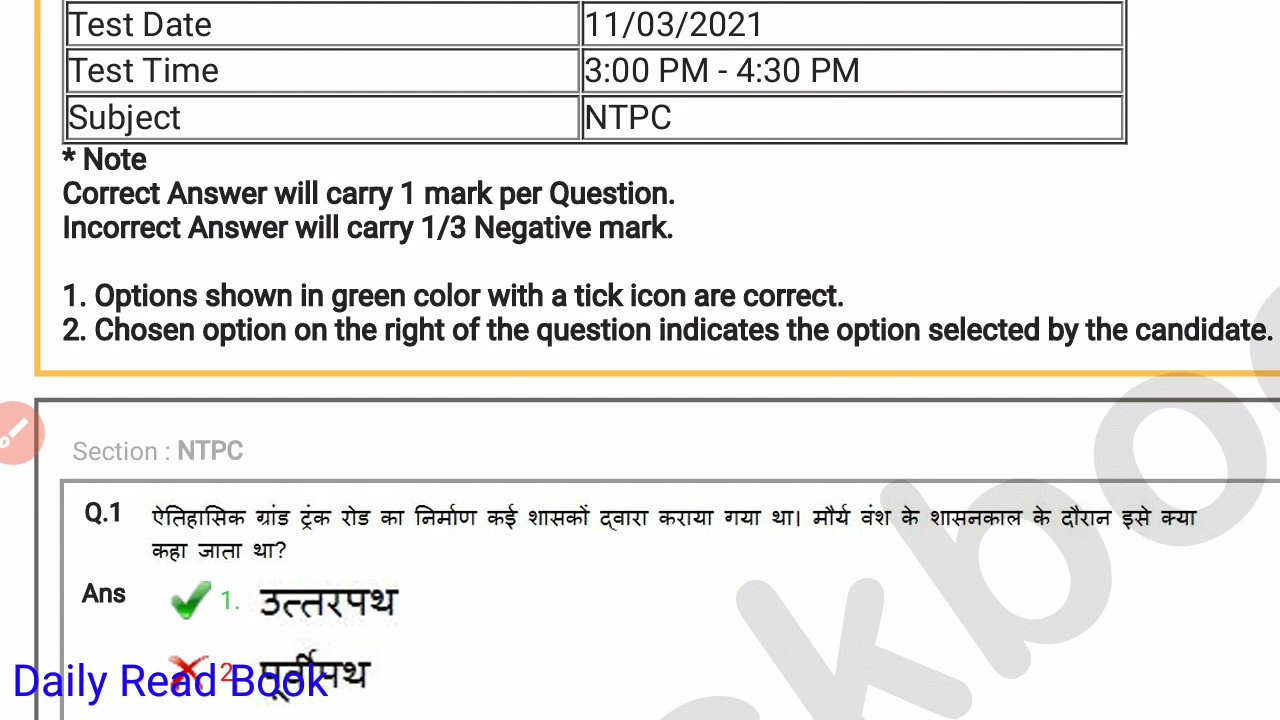 Test Date 11/03/2021
Test Time 3:00 PM - 4:30 PM
Subject NTPC
* Note
Correct Answer will carry 1 mark per Question.
Incorrect Answer will carry 1/3 Negative mark.
1. Options shown in green color with a tick icon are correct.
2. Chosen option on the right of the question indicates the option selected by the candidate.
Section : NTPC
Q.1 ऐतिहासिक ग्रांड ट्रंक रोड का निर्माण कई शासकों द्वारा कराया गया था। मौर्य वंश के शासनकाल के दौरान इसे क्या
कहा जाता था?
Ans 1. उत्तरपथ
2. पूर्वीपथ
Daily Read Book